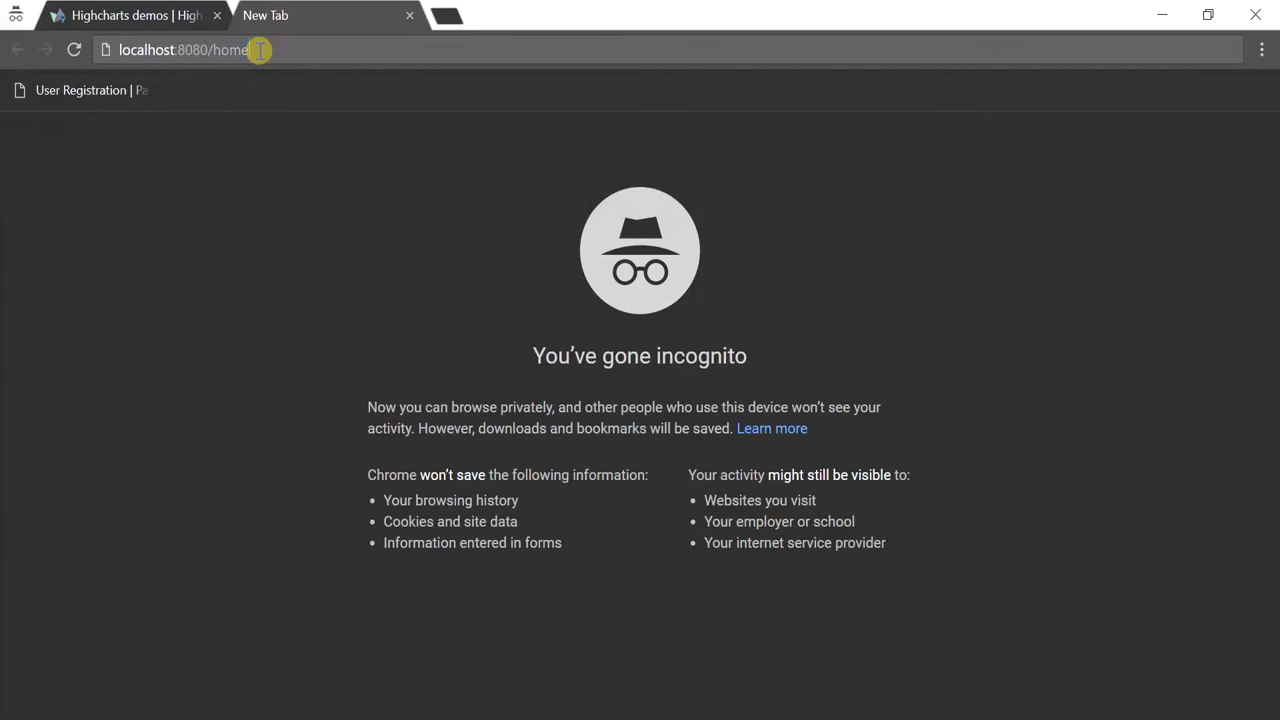 Highcharts demos | High
New Tab
localhost:8080/home
User Registration | Pa
You've gone incognito
Now you can browse privately, and other people who use this device won't see your
activity. However, downloads and bookmarks will be saved. Learn more
Chrome won't save the following information:
• Your browsing history
• Cookies and site data
• Information entered in forms
Your activity might still be visible to:
• Websites you visit
• Your employer or school
• Your internet service provider